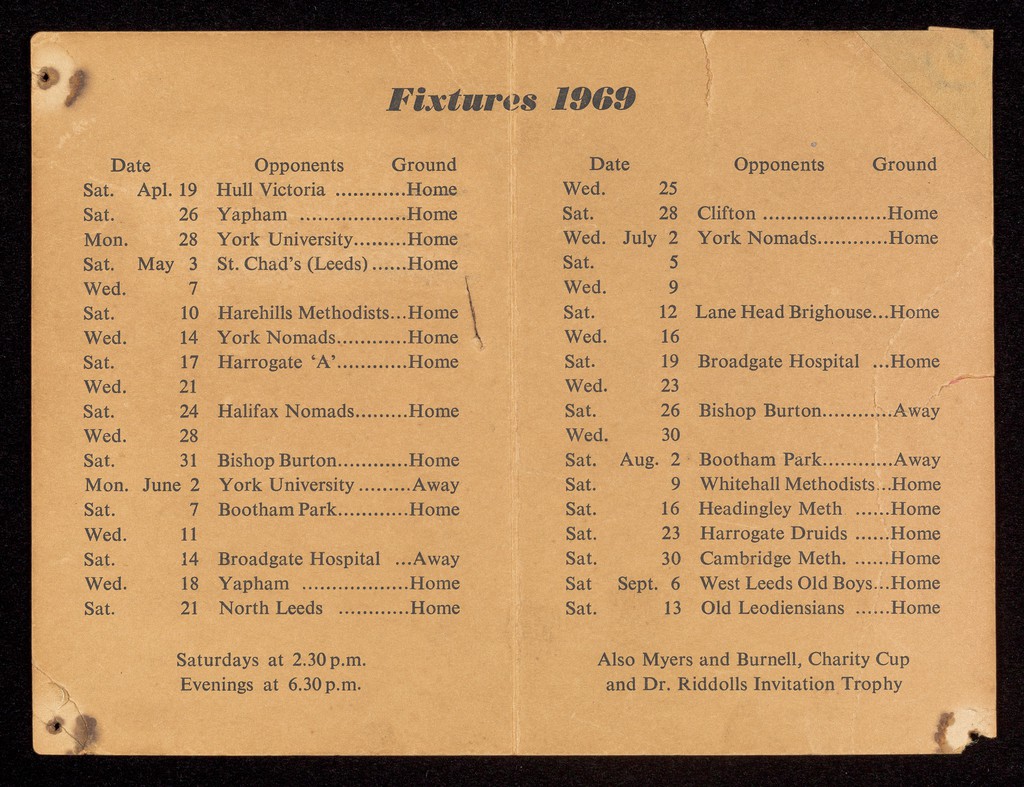 Fixtures 1969
Date Opponents Ground
Sat. Apl. 19 Hull Victoria ............Home
Sat. 26 Yapham ..................Home
Mon. 28 York University.........Home
Sat. May 3 St. Chad's (Leeds) ......Home
Wed. 7
Sat. 10 Harehills Methodists...Home
Wed. 14 York Nomads............Home
Sat. 17 Harrogate ‘A’............Home
Wed. 21
Sat. 24 Halifax Nomads.........Home
Wed. 28
Sat. 31 Bishop Burton............Home
Mon. June 2 York University .........Away
Sat. 7 Bootham Park............Home
Wed. 11
Sat. 14 Broadgate Hospital ...Away
Wed. 18 Yapham ..................Home
Sat. 21 North Leeds ............Home
Saturdays at 2.30 p.m.
Evenings at 6.30 p.m.
Date Opponents Ground
Wed. 25
Sat. 28 Clifton .....................Home
Wed. July 2 York Nomads............Home
Sat. 5
Wed. 9
Sat. 12 Lane Head Brighouse...Home
Wed. 16
Sat. 19 Broadgate Hospital ...Home
Wed. 23
Sat. 26 Bishop Burton............Away
Wed. 30
Sat. Aug. 2 Bootham Park............Away
Sat. 9 Whitehall Methodists...Home
Sat. 16 Headingley Meth ......Home
Sat. 23 Harrogate Druids ......Home
Sat. 30 Cambridge Meth. ......Home
Sat Sept. 6 West Leeds Old Boys...Home
Sat. 13 Old Leodiensians ......Home
Also Myers and Burnell, Charity Cup
and Dr. Riddolls Invitation Trophy